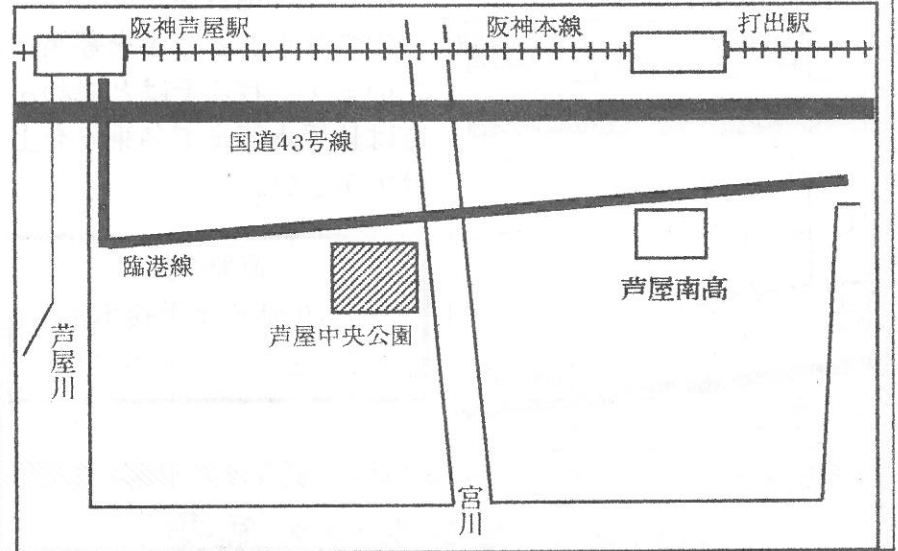 阪神芦屋駅
阪神本線
打出駅
国道43号線
臨港線
芦屋南高
芦屋中央公園
芦屋川
宮川